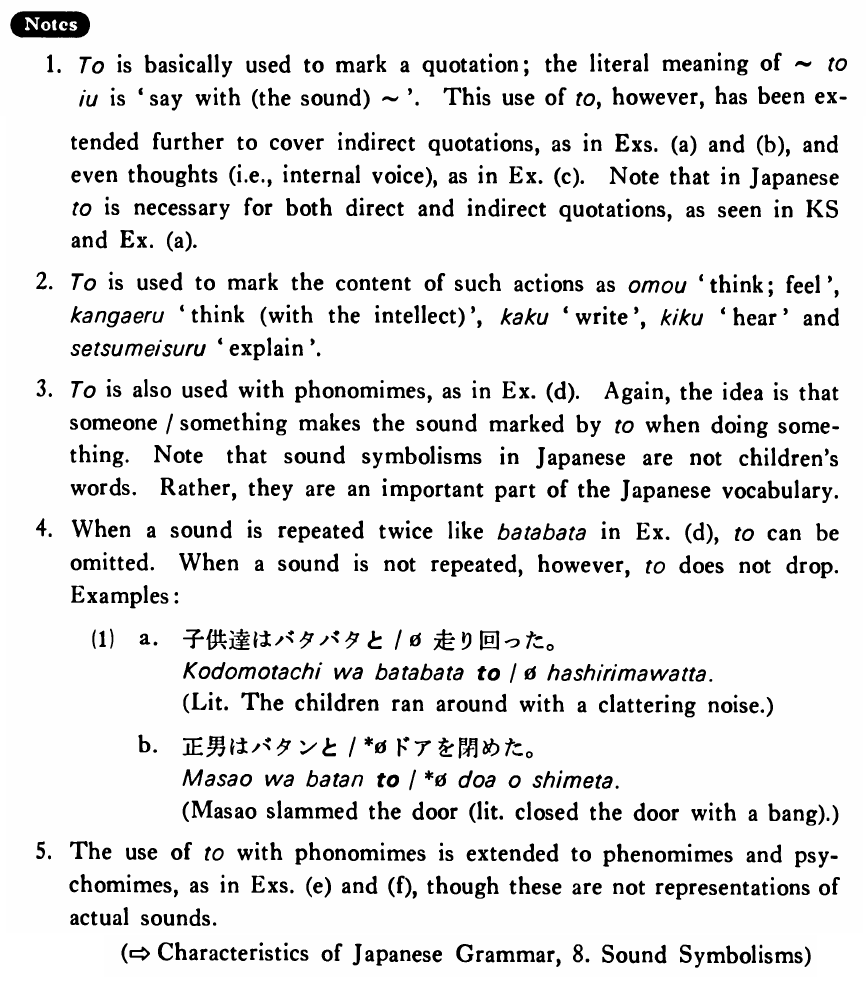 Notes
1. To is basically used to mark a quotation; the literal meaning of ~ to
iu is ‘say with (the sound) ~’. This use of to, however, has been ex-
tended further to cover indirect quotations, as in Exs. (a) and (b), and
even thoughts (i.e., internal voice), as in Ex. (c). Note that in Japanese
to is necessary for both direct and indirect quotations, as seen in KS
and Ex. (a).
2. To is used to mark the content of such actions as omou ‘think; feel’,
kangaeru ‘think (with the intellect)’, kaku ‘write’, kiku ‘hear’ and
setsumeisuru ‘explain’.
3. To is also used with phonomimes, as in Ex. (d). Again, the idea is that
someone / something makes the sound marked by to when doing some-
thing. Note that sound symbolisms in Japanese are not children’s
words. Rather, they are an important part of the Japanese vocabulary.
4. When a sound is repeated twice like batabata in Ex. (d), to can be
omitted. When a sound is not repeated, however, to does not drop.
Examples:
(1) a. 子供達はバタバタと / ø 走り回った。
Kodomotachi wa batabata to / ø hashirimawatta.
(Lit. The children ran around with a clattering noise.)
b. 正男はバタンと / *ø ドアを閉めた。
Masao wa batan to / *ø doa o shimeta.
(Masao slammed the door (lit. closed the door with a bang).)
5. The use of to with phonomimes is extended to phenomimes and psy-
chomimes, as in Exs. (e) and (f), though these are not representations of
actual sounds.
(⇨ Characteristics of Japanese Grammar, 8. Sound Symbolisms)